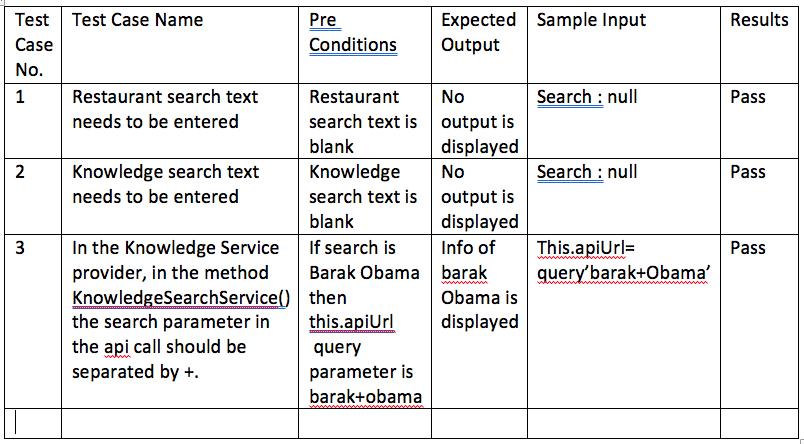 Test Case No.
Test Case Name
Pre Conditions
Expected Output
Sample Input
Results
1
Restaurant search text
needs to be entered
Restaurant
search text is
blank
No
output is
displayed
Search : null
Pass
2
Knowledge search text
needs to be entered
Knowledge
search text is
blank
No
output is
displayed
Search : null
Pass
3
In the Knowledge Service
provider, in the method
KnowledgeSearchService()
the search parameter in
the api call should be
separated by +.
If search is
Barak Obama
then
this.apiUrl
query
parameter is
barak+obama
Info of
barak
Obama is
displayed
This.apiUrl=
query’barak+Obama’
Pass